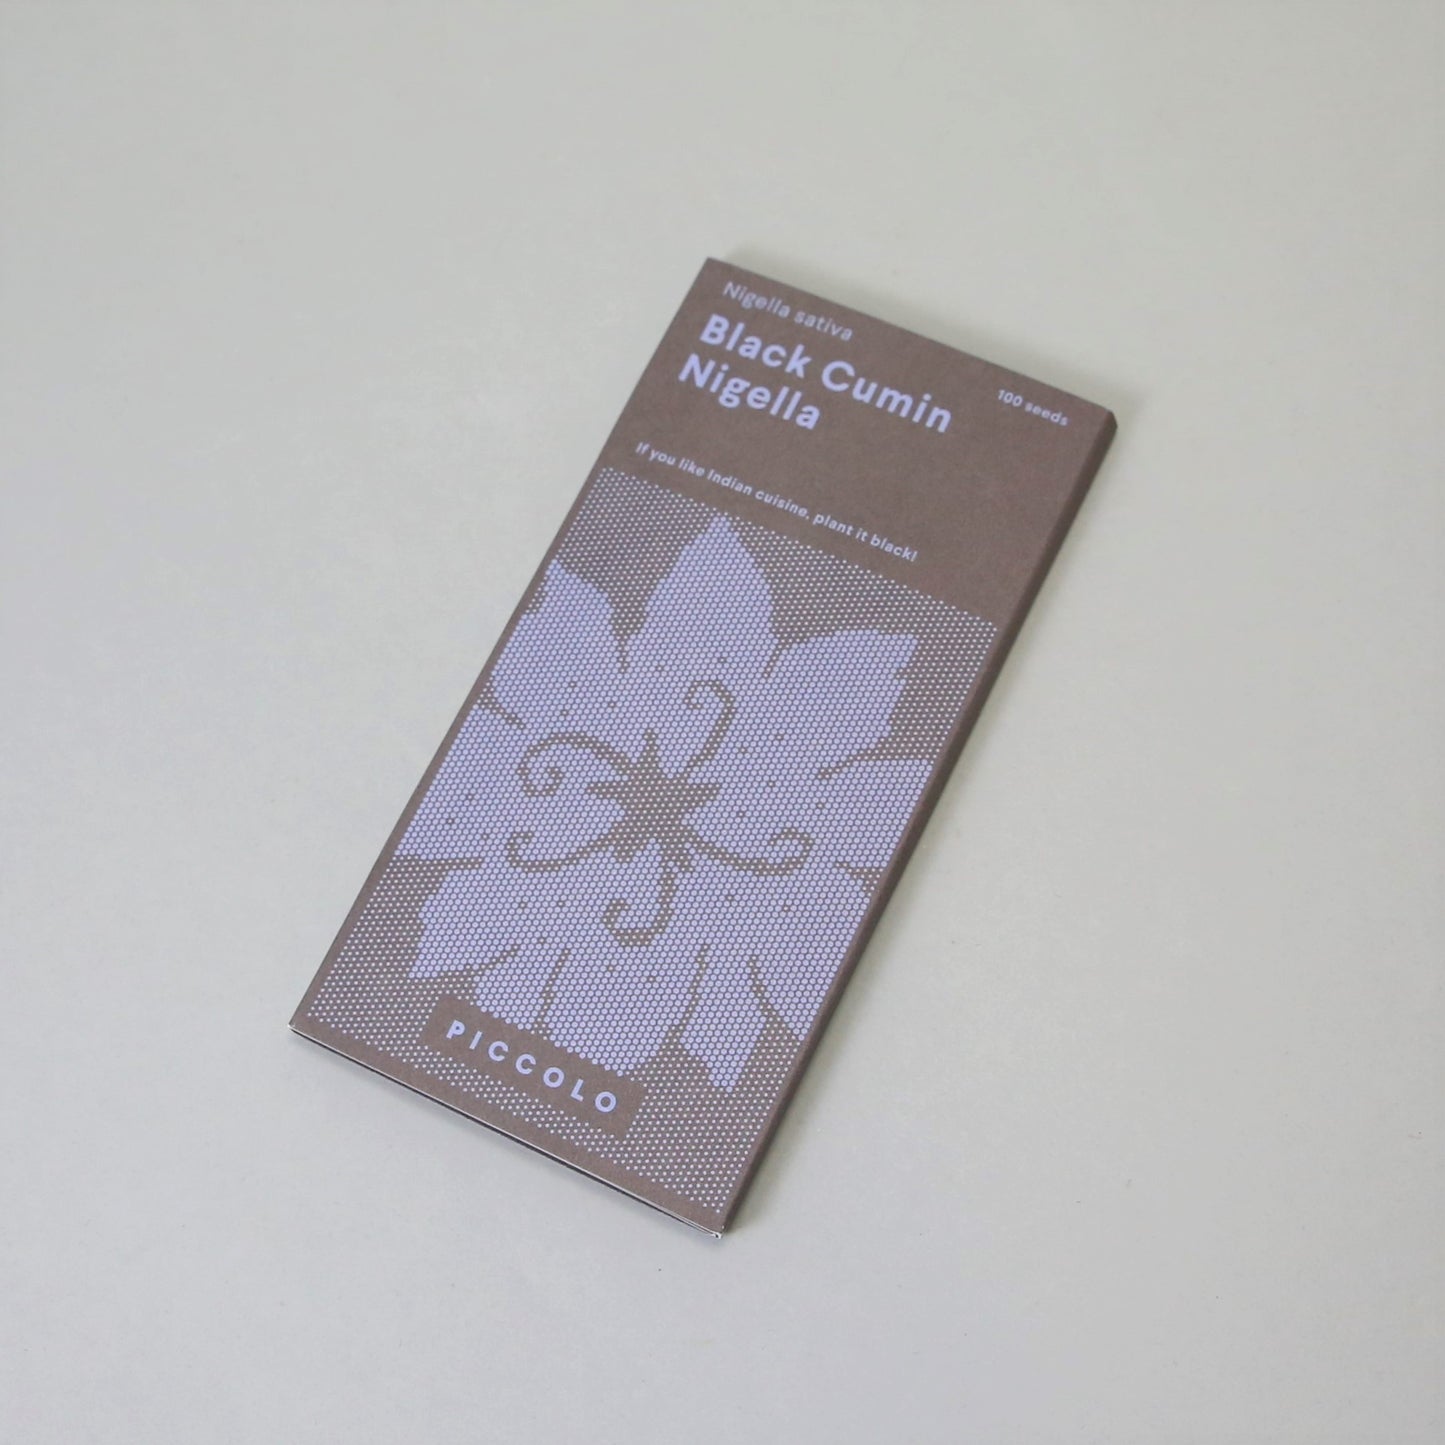 Nigella sativa
Black Cumin
Nigella
100 seeds
If you like Indian cuisine, plant it black!
PICCOLO